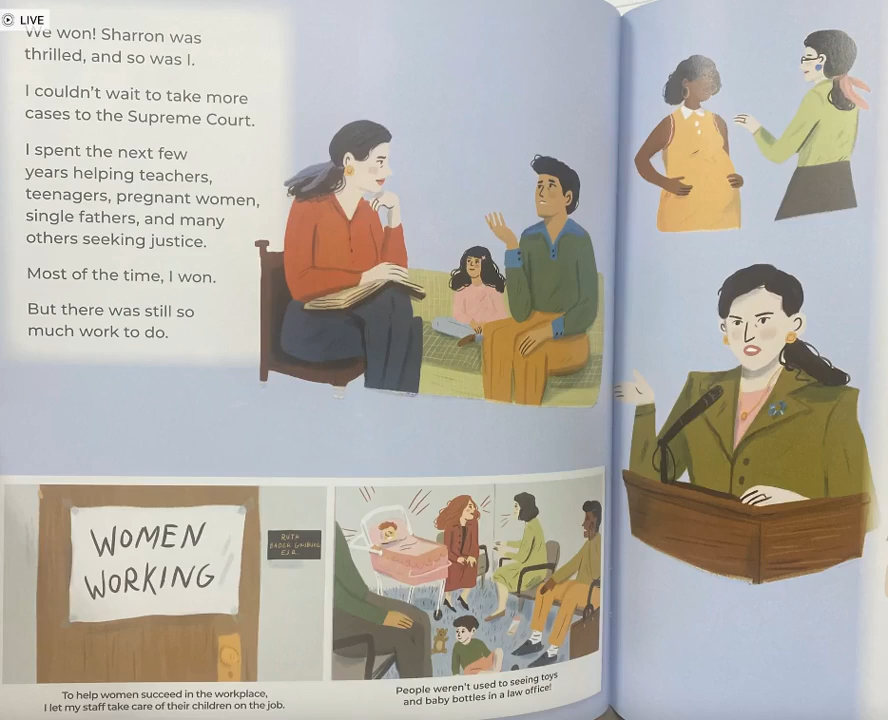 LIVE
We won! Sharron was
thrilled, and so was I.
I couldn't wait to take more
cases to the Supreme Court.
I spent the next few
years helping teachers,
teenagers, pregnant women,
single fathers, and many
others seeking justice.
Most of the time, I won.
But there was still so
much work to do.
WOMEN
WORKING
RUTH
BADER GINSBURG
ESQ.
To help women succeed in the workplace,
I let my staff take care of their children on the job.
People weren't used to seeing toys
and baby bottles in a law office!